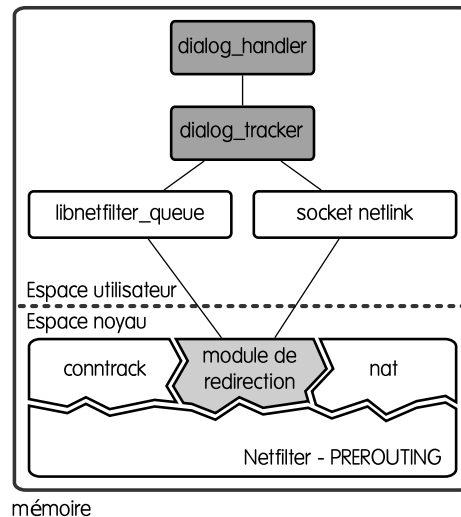 dialog_handler
dialog_tracker
libnetfilter_queue
socket netlink
Espace utilisateur
Espace noyau
conntrack
module de
redirection
nat
Netfilter - PREROUTING
mémoire